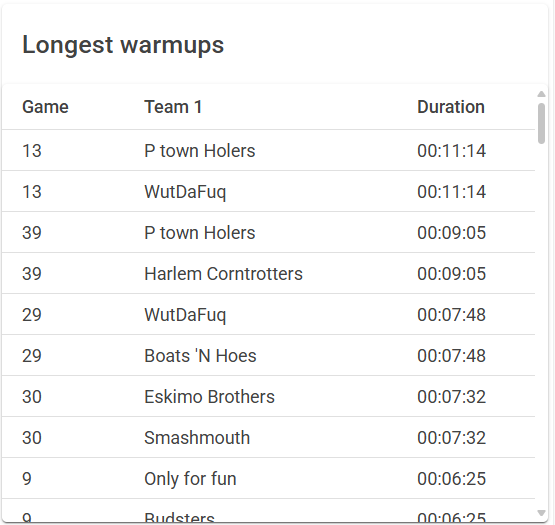 Longest warmups
Game Team 1 Duration
13 P town Holers 00:11:14
13 WutDaFuq 00:11:14
39 P town Holers 00:09:05
39 Harlem Corntrotters 00:09:05
29 WutDaFuq 00:07:48
29 Boats 'N Hoes 00:07:48
30 Eskimo Brothers 00:07:32
30 Smashmouth 00:07:32
9 Only for fun 00:06:25
9 Budsters 00:06:25